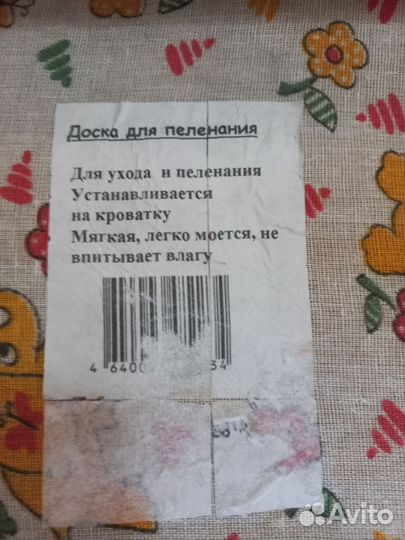 Доска для пеленания
Для ухода и пеленания
Устанавливается
на кроватку
Мягкая, легко моется, не
впитывает влагу
Avito